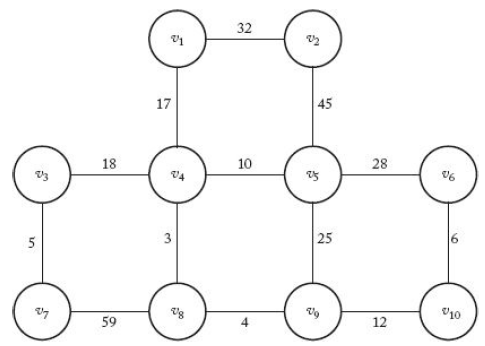 v₁ 32 v₂
17 45
v₃ 18 v₄ 10 v₅ 28 v₆
5 3 25 6
v₇ 59 v₈ 4 v₉ 12 v₁₀